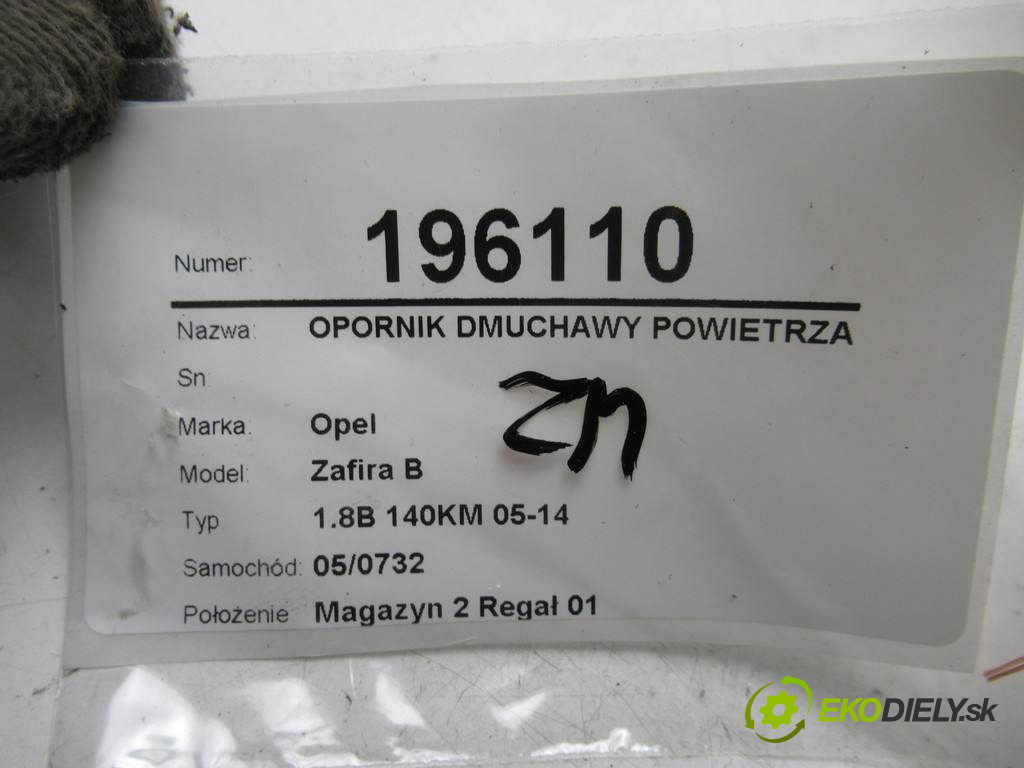 Numer: 196110
Nazwa: OPORNIK DMUCHAWY POWIETRZA
Sn
ZM
Marka: Opel
Model: Zafira B
Typ 1.8B 140KM 05-14
Samochód: 05/0732
Położenie Magazyn 2 Regał 01
EKODIELY.sk